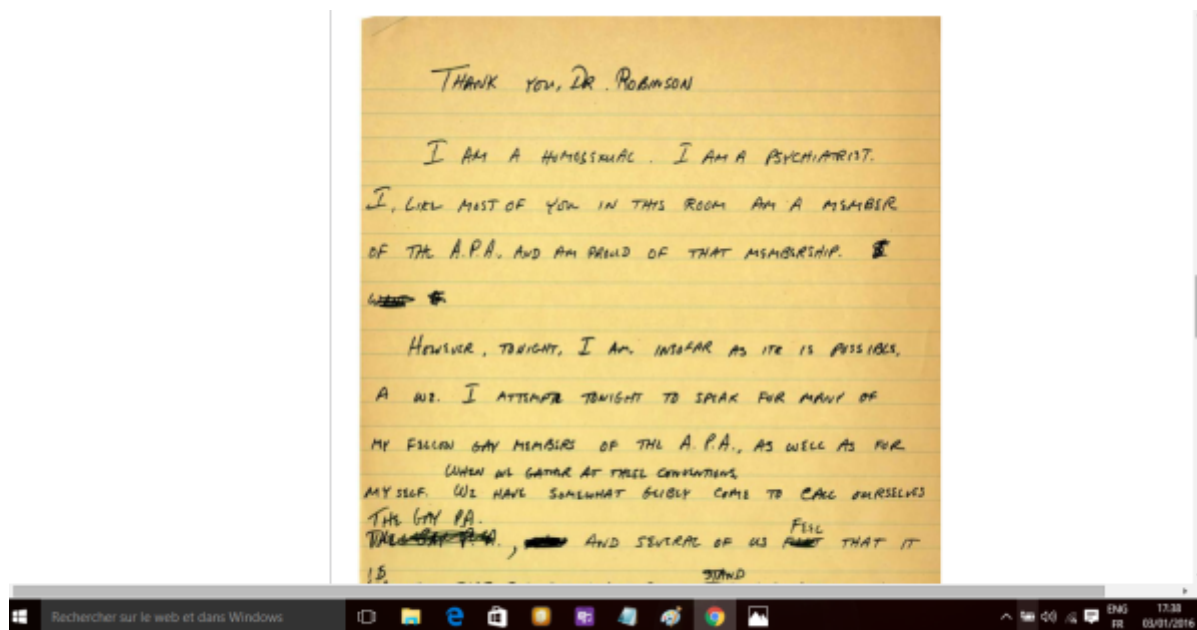 THANK YOU, DR. ROBINSON
I AM A HOMOSEXUAL. I AM A PSYCHIATRIST.
I, LIKE MOST OF YOU IN THIS ROOM AM A MEMBER
OF THE A.P.A. AND AM PROUD OF THAT MEMBERSHIP. I
WANT
HOWEVER, TONIGHT, I AM, INSOFAR AS IT IS POSSIBLE,
A WE. I ATTEMPT TONIGHT TO SPEAK FOR MANY OF
MY FELLOW GAY MEMBERS OF THE A.P.A., AS WELL AS FOR
WHEN WE GATHER AT THESE CONVENTIONS,
MYSELF. WE HAVE SOMEWHAT GLIBLY COME TO CALL OURSELVES
THE GAY PA.
FEEL
THE GAY P.A., AND SEVERAL OF US THAT IT
IS STAND
Rechercher sur le web et dans Windows
ENG 17:38
FR 03/01/2016